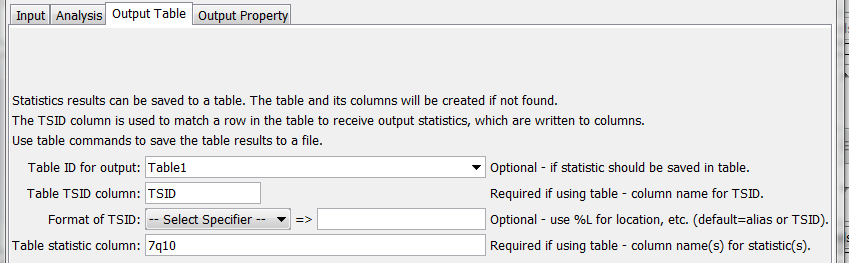 Input Analysis Output Table Output Property
Statistics results can be saved to a table. The table and its columns will be created if not found.
The TSID column is used to match a row in the table to receive output statistics, which are written to columns.
Use table commands to save the table results to a file.
Table ID for output: Table1 Optional - if statistic should be saved in table.
Table TSID column: TSID Required if using table - column name for TSID.
Format of TSID: -- Select Specifier -- => Optional - use %L for location, etc. (default=alias or TSID).
Table statistic column: 7q10 Required if using table - column name(s) for statistic(s).